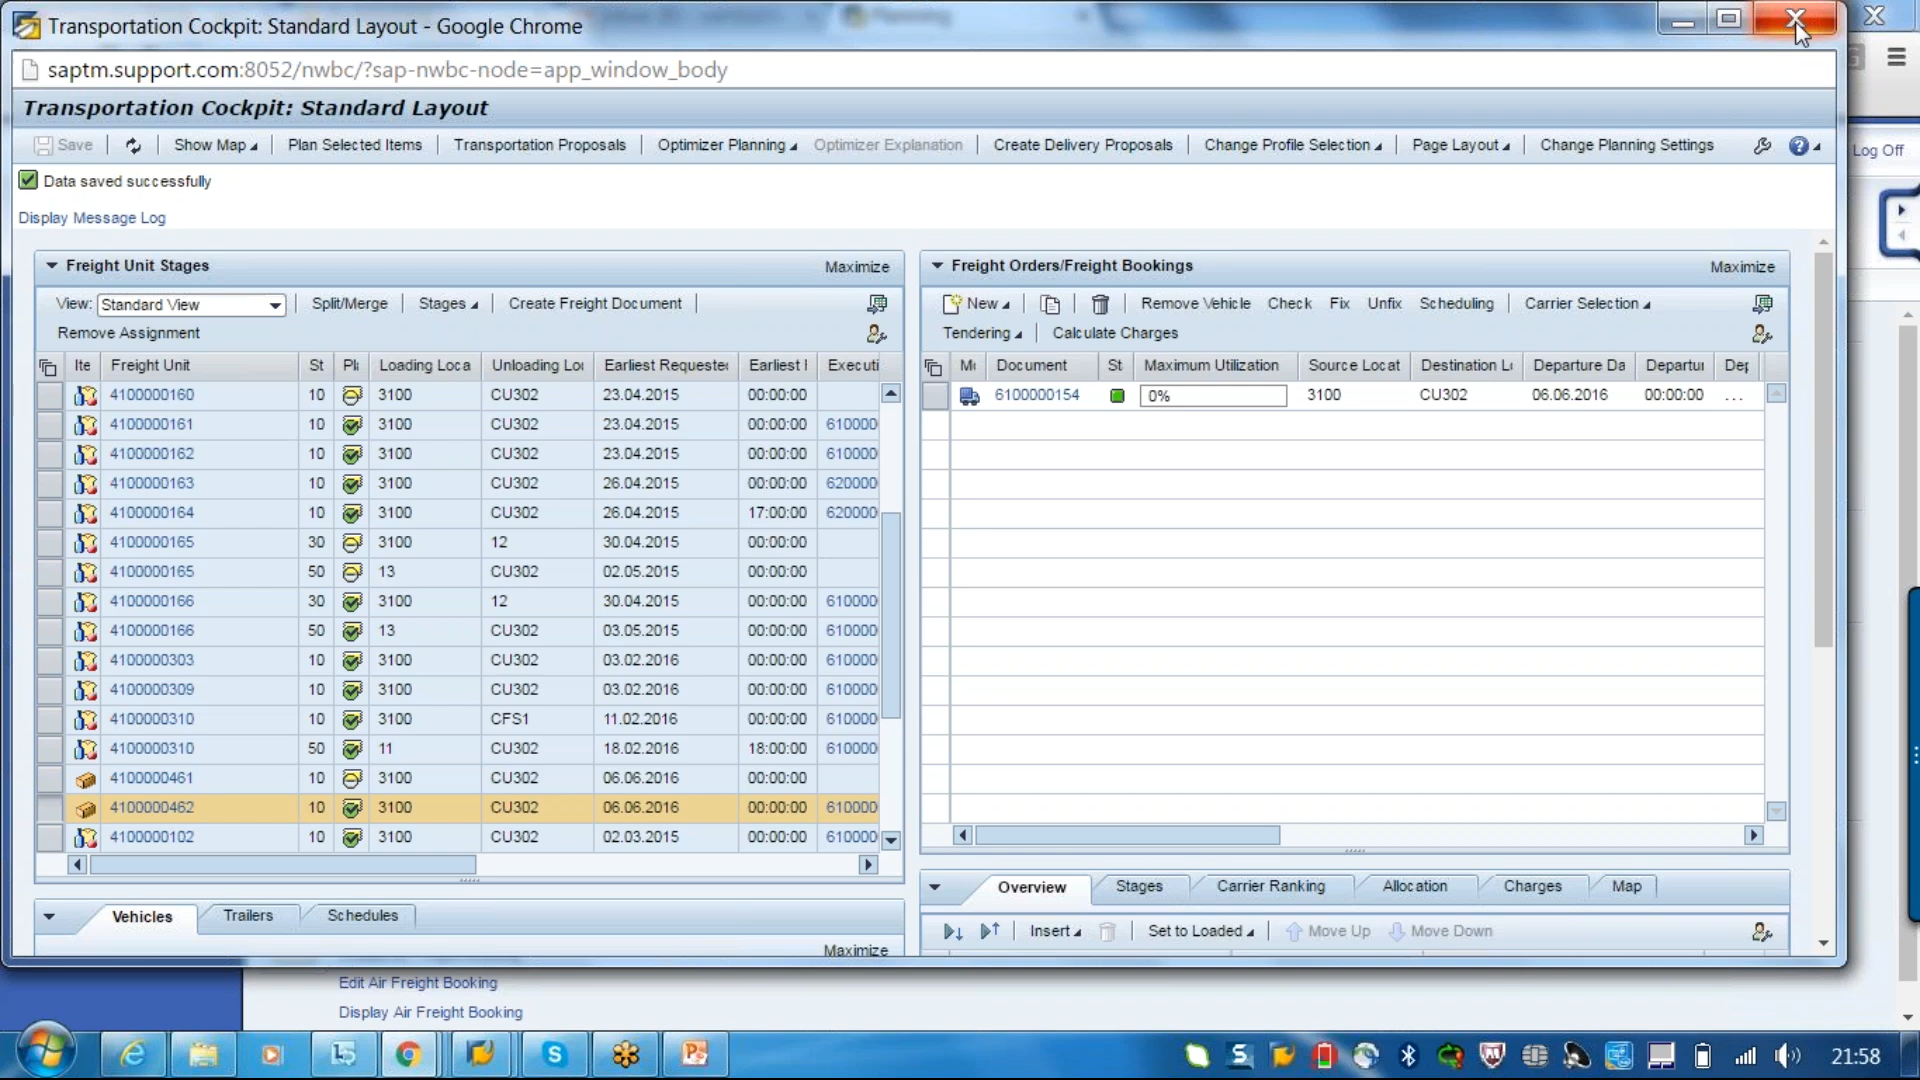 Transportation Cockpit: Standard Layout - Google Chrome
saptm.support.com:8052/nwbc/?sap-nwbc-node=app_window_body
Transportation Cockpit: Standard Layout
Save Show Map Plan Selected Items Transportation Proposals Optimizer Planning Optimizer Explanation Create Delivery Proposals Change Profile Selection Page Layout Change Planning Settings
Log Off
Data saved successfully
Display Message Log
Freight Unit Stages Maximize
View: Standard View Split/Merge Stages Create Freight Document
Remove Assignment
Ite Freight Unit St Pl Loading Loca Unloading Lo Earliest Requeste Earliest Executi
4100000160 10 3100 CU302 23.04.2015 00:00:00
4100000161 10 3100 CU302 23.04.2015 00:00:00 610000
4100000162 10 3100 CU302 23.04.2015 00:00:00 610000
4100000163 10 3100 CU302 26.04.2015 00:00:00 620000
4100000164 10 3100 CU302 26.04.2015 17:00:00 620000
4100000165 30 3100 12 30.04.2015 00:00:00
4100000165 50 13 CU302 02.05.2015 00:00:00
4100000166 30 3100 12 30.04.2015 00:00:00 610000
4100000166 50 13 CU302 03.05.2015 00:00:00 610000
4100000303 10 3100 CU302 03.02.2016 00:00:00 610000
4100000309 10 3100 CU302 03.02.2016 00:00:00 610000
4100000310 10 3100 CFS1 11.02.2016 00:00:00 610000
4100000310 50 11 CU302 18.02.2016 18:00:00 610000
4100000461 10 3100 CU302 06.06.2016 00:00:00
4100000462 10 3100 CU302 06.06.2016 00:00:00 610000
4100000102 10 3100 CU302 02.03.2015 00:00:00 610000
Vehicles Trailers Schedules
Maximize
Freight Orders/Freight Bookings Maximize
New Remove Vehicle Check Fix Unfix Scheduling Carrier Selection
Tendering Calculate Charges
Document St Maximum Utilization Source Locat Destination L Departure Da Departu Dep
6100000154 0% 3100 CU302 06.06.2016 00:00:00 ...
Overview Stages Carrier Ranking Allocation Charges Map
Insert Set to Loaded Move Up Move Down
Edit Air Freight Booking
Display Air Freight Booking
21:58